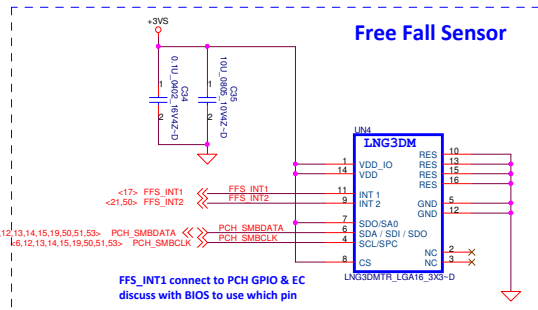 Free Fall Sensor
+3VS
0.1U_0402_16V4Z~D
1
C34
2
10U_0805_10V4Z~D
1
C35
2
UN4
LNG3DM
1 VDD_IO
14 VDD
RES 10
RES 13
RES 15
RES 16
<17> FFS_INT1 FFS_INT1 11 INT 1
<21,50> FFS_INT2 FFS_INT2 9 INT 2
GND 5
GND 12
7 SDO/SA0
,12,13,14,15,19,50,51,53> PCH_SMBDATA PCH_SMBDATA 6 SDA / SDI / SDO
<6,12,13,14,15,19,50,51,53> PCH_SMBCLK PCH_SMBCLK 4 SCL/SPC
8 CS
NC 2
NC 3
LNG3DMTR_LGA16_3X3~D
FFS_INT1 connect to PCH GPIO & EC
discuss with BIOS to use which pin